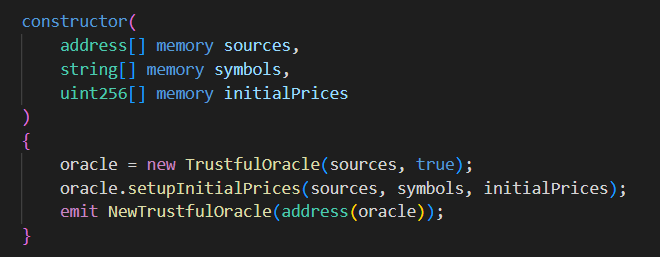 constructor(
    address[] memory sources,
    string[] memory symbols,
    uint256[] memory initialPrices
)
{
    oracle = new TrustfulOracle(sources, true);
    oracle.setupInitialPrices(sources, symbols, initialPrices);
    emit NewTrustfulOracle(address(oracle));
}